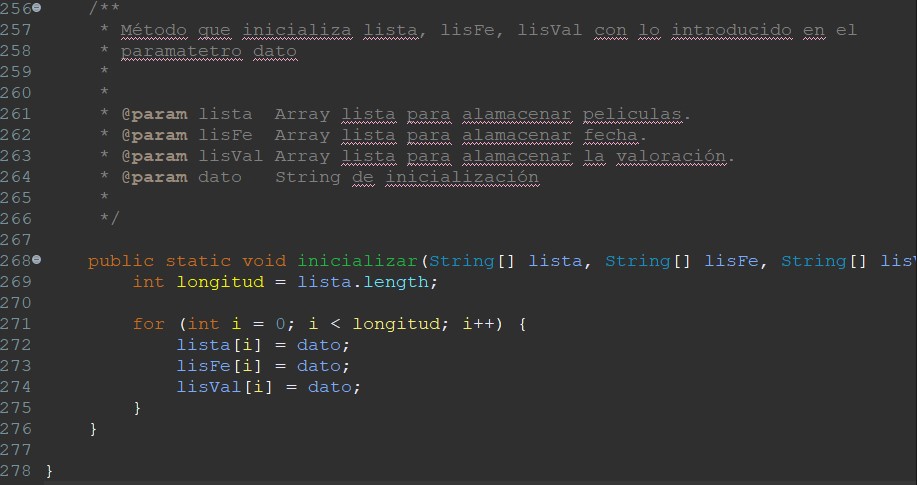 256 /**
257 * Método que inicializa lista, lisFe, lisVal con lo introducido en el
258 * paramatetro dato
259 *
260 *
261 * @param lista  Array lista para alamacenar peliculas.
262 * @param lisFe  Array lista para alamacenar fecha.
263 * @param lisVal Array lista para alamacenar la valoración.
264 * @param dato   String de inicialización
265 *
266 */
267
268 public static void inicializar(String[] lista, String[] lisFe, String[] lis
269 int longitud = lista.length;
270
271 for (int i = 0; i < longitud; i++) {
272 lista[i] = dato;
273 lisFe[i] = dato;
274 lisVal[i] = dato;
275 }
276 }
277
278 }